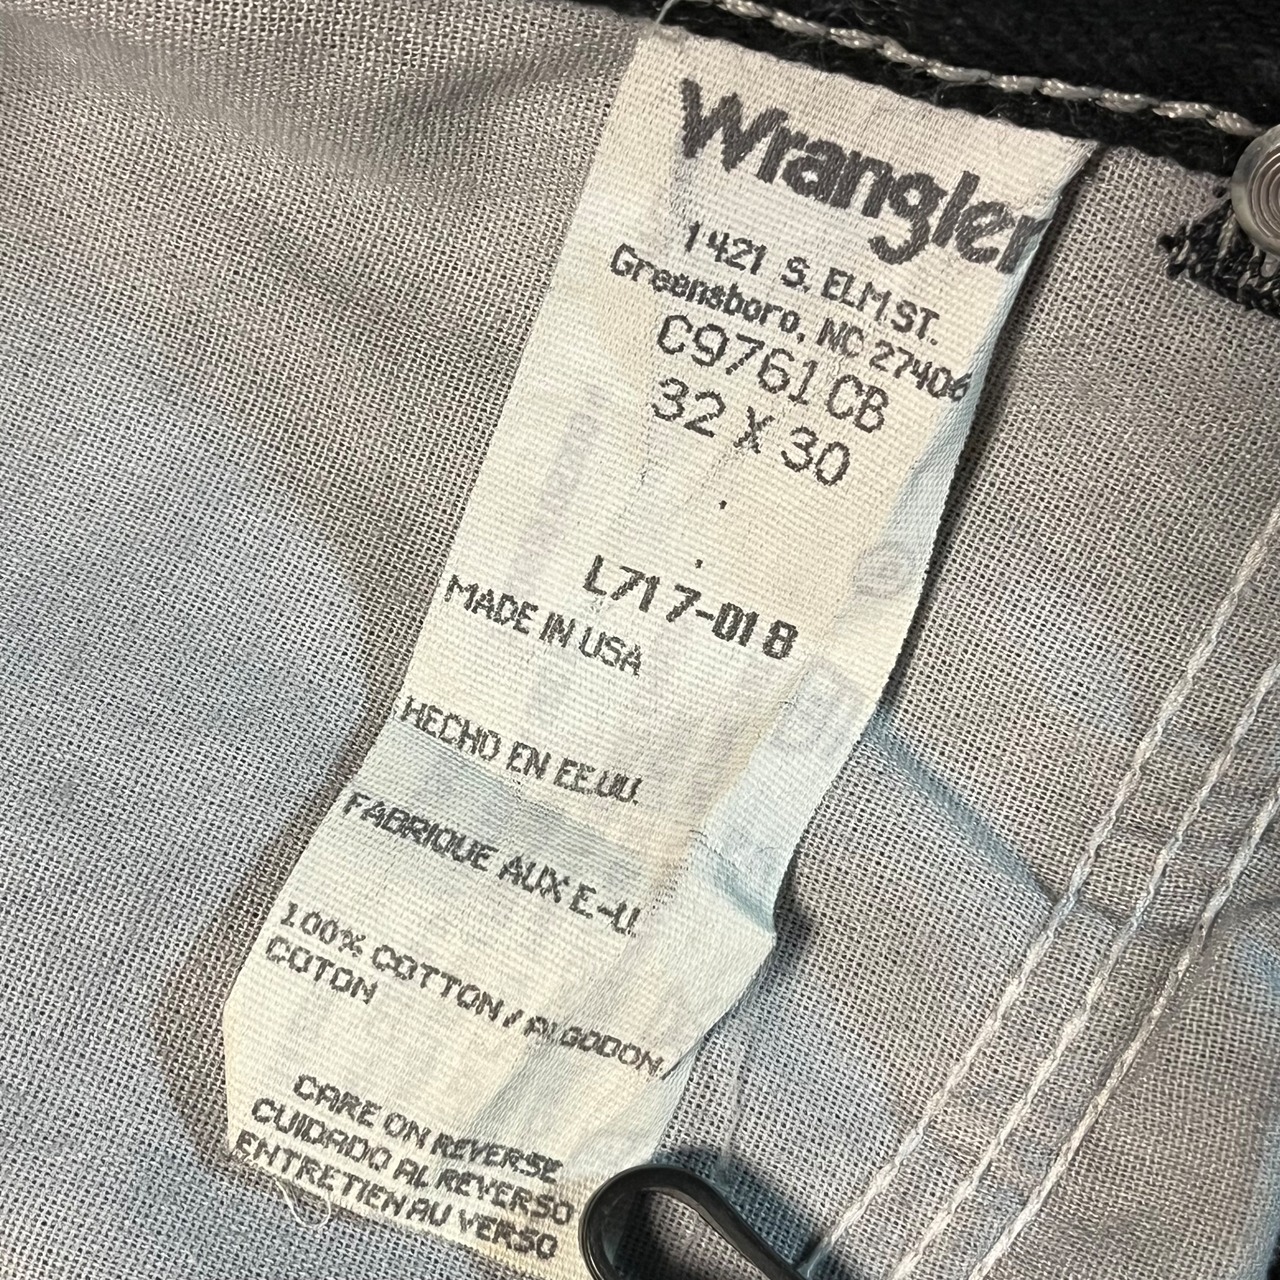 Wrangler
1421 S. ELM ST.
Greensboro, NC 27406
C9761CB
32 X 30
L717-018
MADE IN USA
HECHO EN EE.UU.
FABRIQUE AUX E-U.
100% COTTON / ALGODON /
COTON
CARE ON REVERSE
CUIDADO AL REVERSO
ENTRETIEN AU VERSO